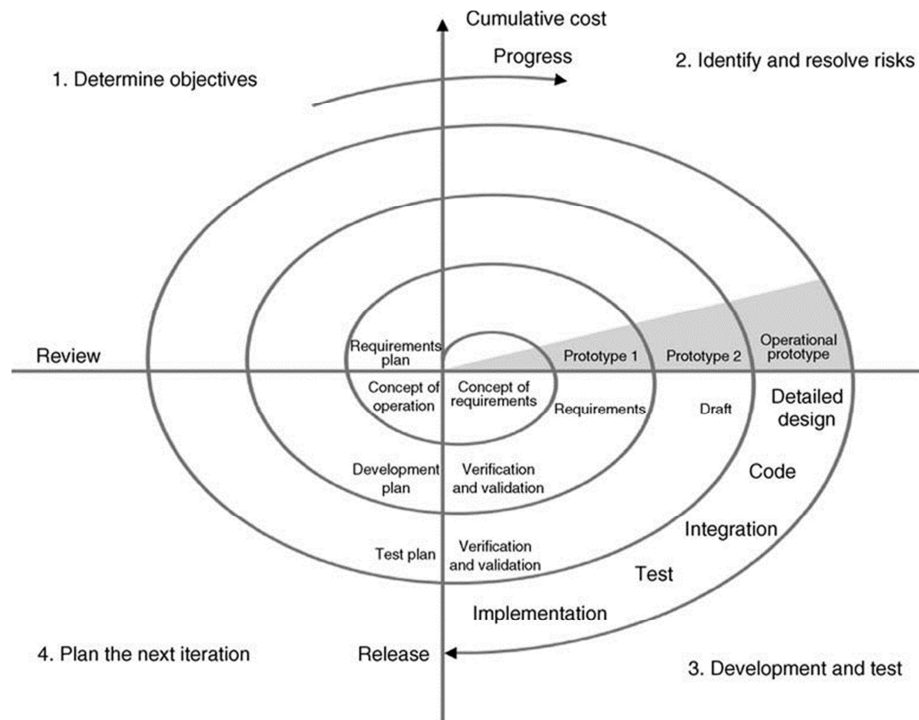 Cumulative cost
Progress
1. Determine objectives
2. Identify and resolve risks
Requirements
plan
Prototype 1
Prototype 2
Operational
prototype
Review
Concept of
operation
Concept of
requirements
Requirements
Draft
Detailed
design
Development
plan
Verification
and validation
Code
Integration
Test plan
Verification
and validation
Test
Implementation
4. Plan the next iteration
Release
3. Development and test